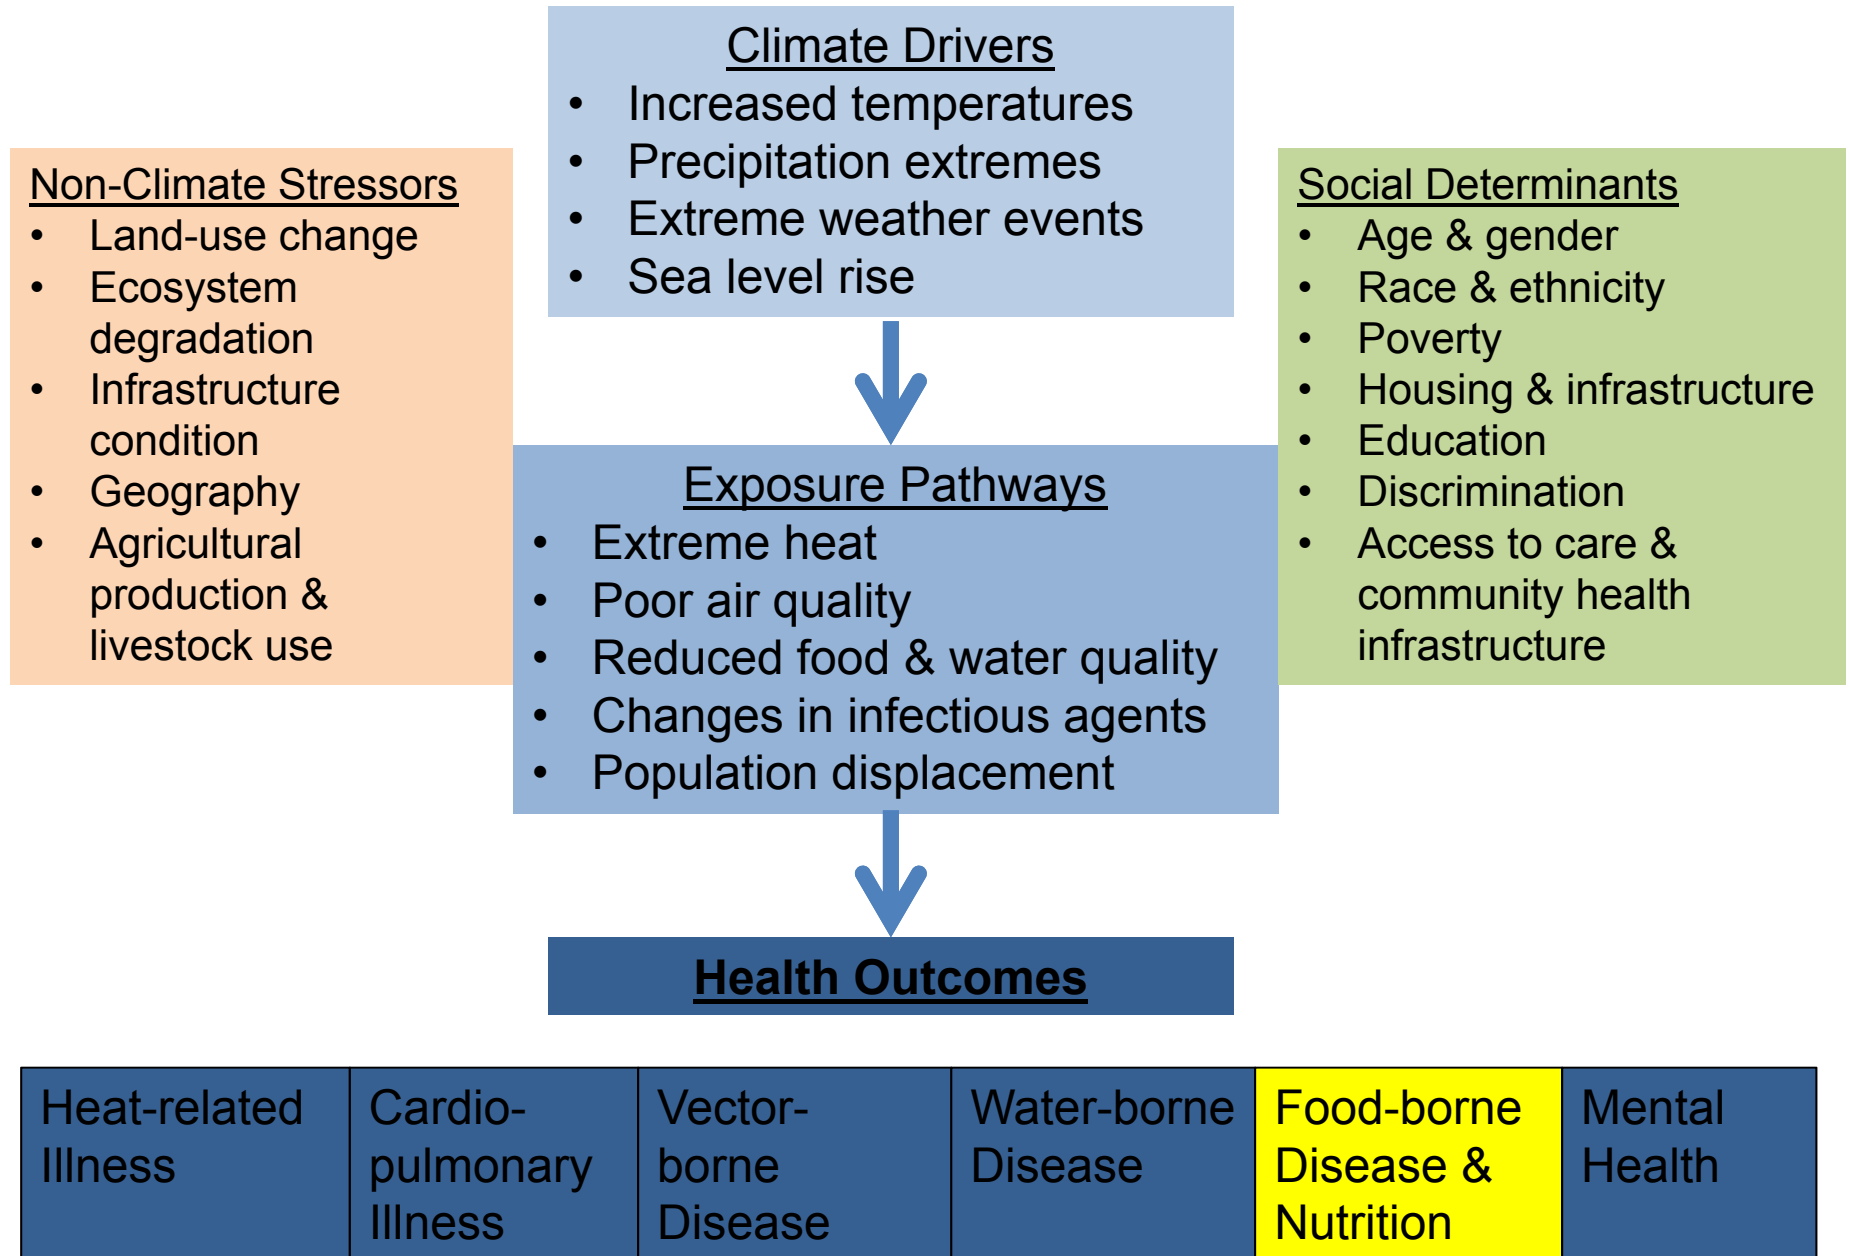 Climate Drivers
• Increased temperatures
• Precipitation extremes
• Extreme weather events
• Sea level rise
Non-Climate Stressors
• Land-use change
• Ecosystem
degradation
• Infrastructure
condition
• Geography
• Agricultural
production &
livestock use
Social Determinants
• Age & gender
• Race & ethnicity
• Poverty
• Housing & infrastructure
• Education
• Discrimination
• Access to care &
community health
infrastructure
Exposure Pathways
• Extreme heat
• Poor air quality
• Reduced food & water quality
• Changes in infectious agents
• Population displacement
Health Outcomes
Heat-related
Illness
Cardio-
pulmonary
Illness
Vector-
borne
Disease
Water-borne
Disease
Food-borne
Disease &
Nutrition
Mental
Health